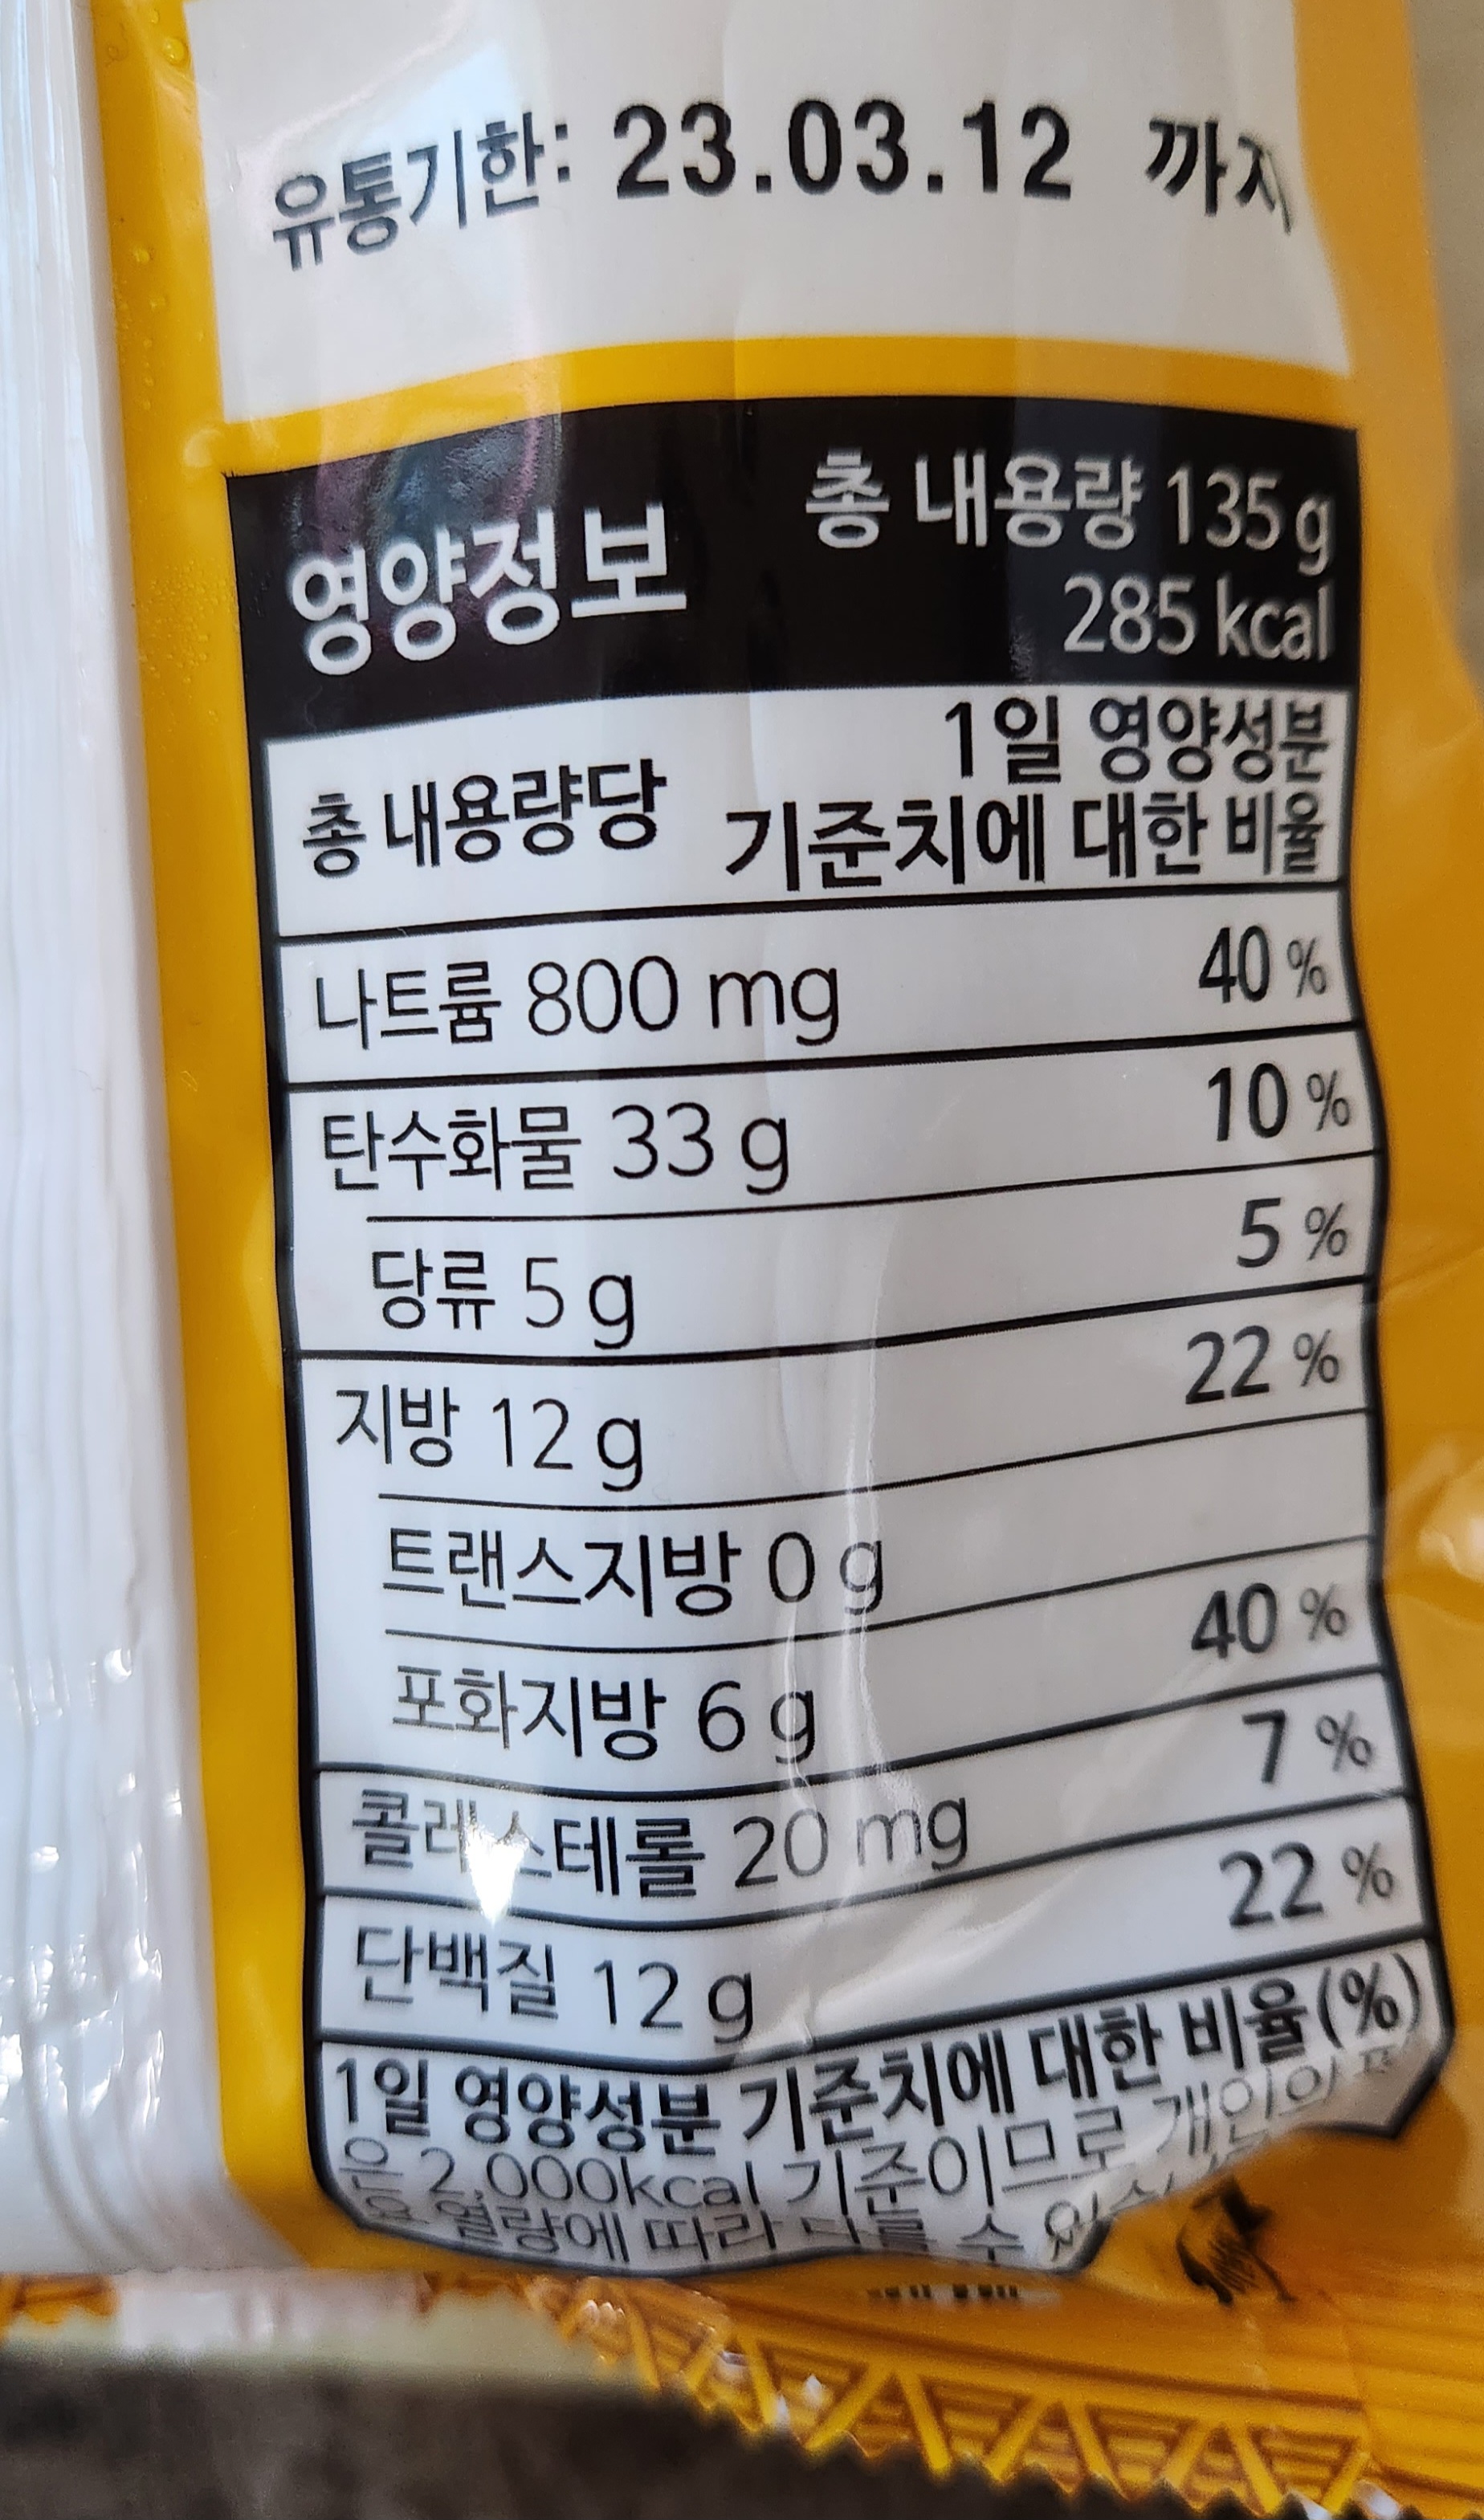 유통기한: 23.03.12 까지
영양정보
총 내용량 135 g
285 kcal
총 내용량당
1일 영양성분
기준치에 대한 비율
나트륨 800 mg 40 %
탄수화물 33 g 10 %
당류 5 g 5 %
지방 12 g 22 %
트랜스지방 0 g
포화지방 6 g 40 %
콜레스테롤 20 mg 7 %
단백질 12 g 22 %
1일 영양성분 기준치에 대한 비율(%)
은 2,000kcal 기준이므로 개인의 필
요 열량에 따라 다를 수 있습니